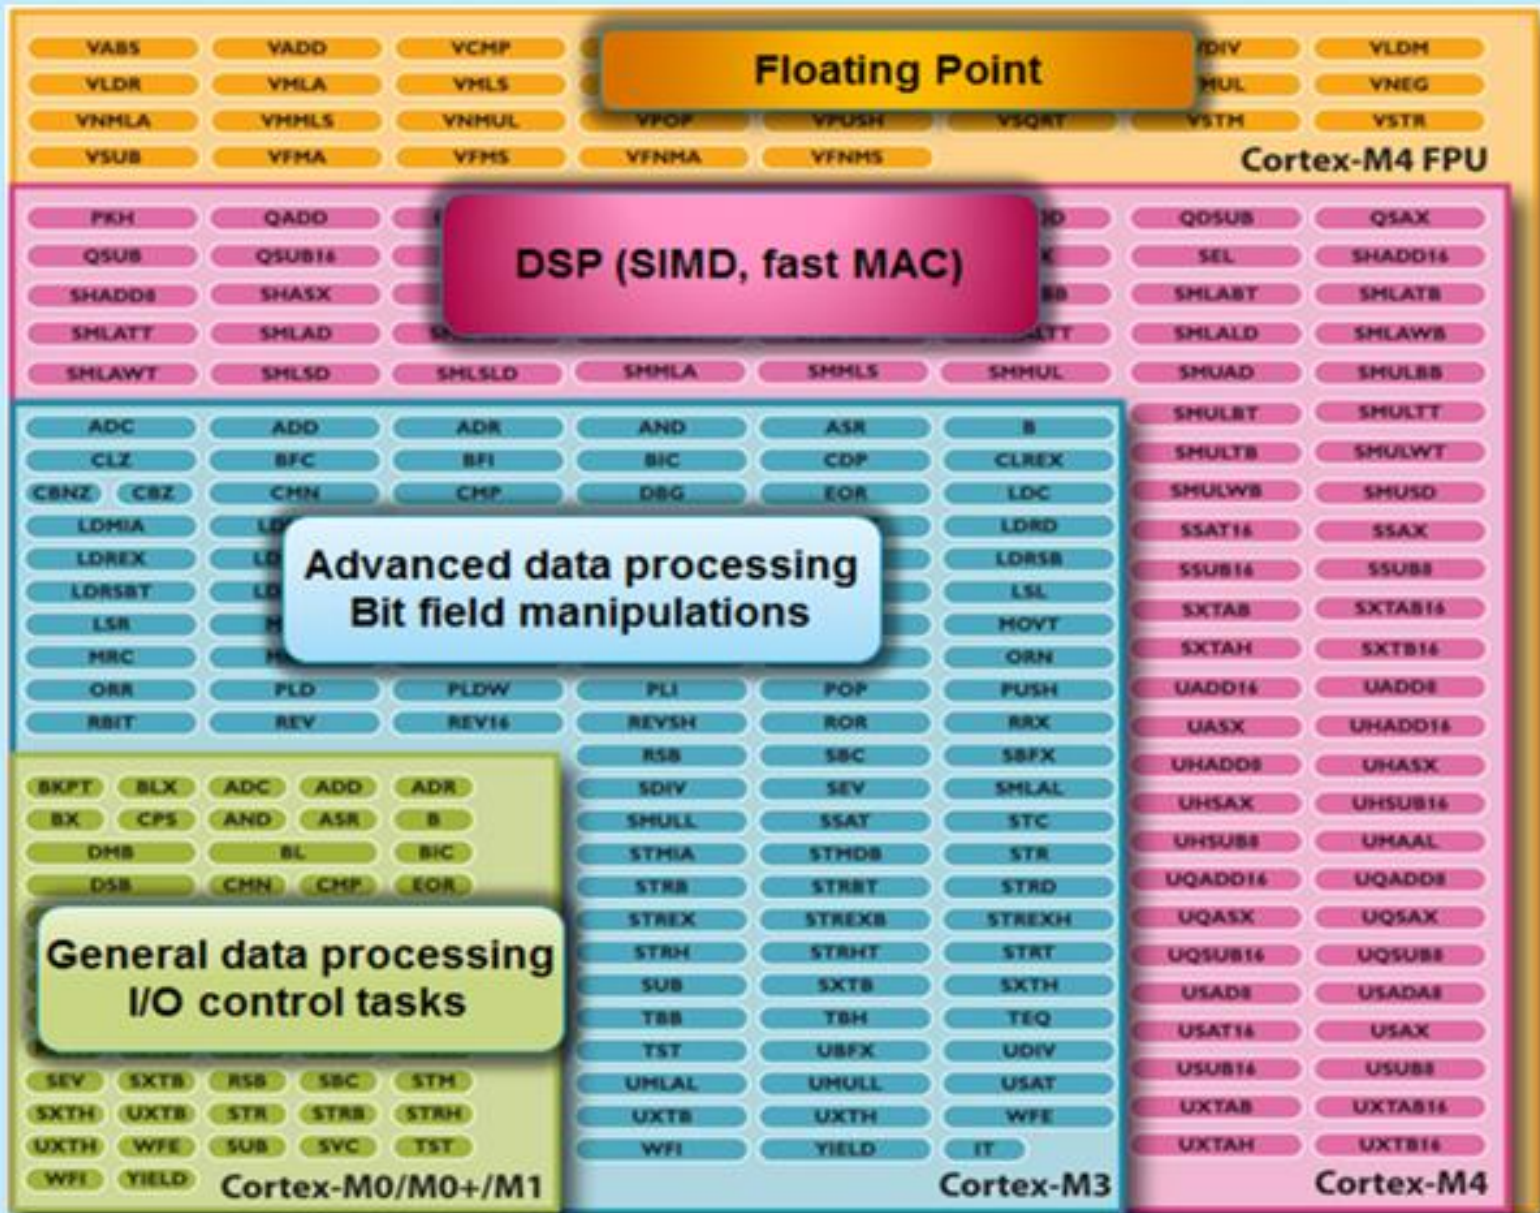 VABS VADD VCMP VLDM
Floating Point
VLDR VMLA VMLS VNEG
VNMLA VMMLS VNMUL VPOP VPUSH VSQRT VSTM VSTR
VSUB VFMA VFMS VFNMA VFNMS
Cortex-M4 FPU
PKH QADD QDSUB QSAX
QSUB QSUB16 SEL SHADD16
DSP (SIMD, fast MAC)
SHADD8 SHASX SMLABT SMLATB
SMLATT SMLAD SMLALD SMLAWB
SMLAWT SMLSD SMLSLD SMMLA SMMLS SMMUL SMUAD SMULBB
SMULBT SMULTT
SMULTB SMULWT
SMULWB SMUSD
SSAT16 SSAX
SSUB16 SSUB8
SXTAB SXTAB16
SXTAH SXTB16
UADD16 UADD8
UASX UHADD16
UHADD8 UHASX
UHSAX UHSUB16
UHSUB8 UMAAL
UQADD16 UQADD8
UQASX UQSAX
UQSUB16 UQSUB8
USAD8 USADA8
USAT16 USAX
USUB16 USUB8
UXTAB UXTAB16
UXTAH UXTB16
Cortex-M4
ADC ADD ADR AND ASR B
CLZ BFC BFI BIC CDP CLREX
CBNZ CBZ CMN CMP DBG EOR LDC
LDMIA LDRD
LDREX LDRSB
Advanced data processing
Bit field manipulations
LDRSBT LSL
LSR MOVT
MRC ORN
ORR PLD PLDW PLI POP PUSH
RBIT REV REV16 REVSH ROR RRX
RSB SBC SBFX
SDIV SEV SMLAL
SMULL SSAT STC
STMIA STMDB STR
STRB STRBT STRD
STREX STREXB STREXH
STRH STRHT STRT
SUB SXTB SXTH
TBB TBH TEQ
TST UBFX UDIV
UMLAL UMULL USAT
UXTB UXTH WFE
WFI YIELD IT
Cortex-M3
BKPT BLX ADC ADD ADR
BX CPS AND ASR B
DMB BL BIC
DSB CMN CMP EOR
General data processing
I/O control tasks
SEV SXTB RSB SBC STM
SXTH UXTB STR STRB STRH
UXTH WFE SUB SVC TST
WFI YIELD
Cortex-M0/M0+/M1